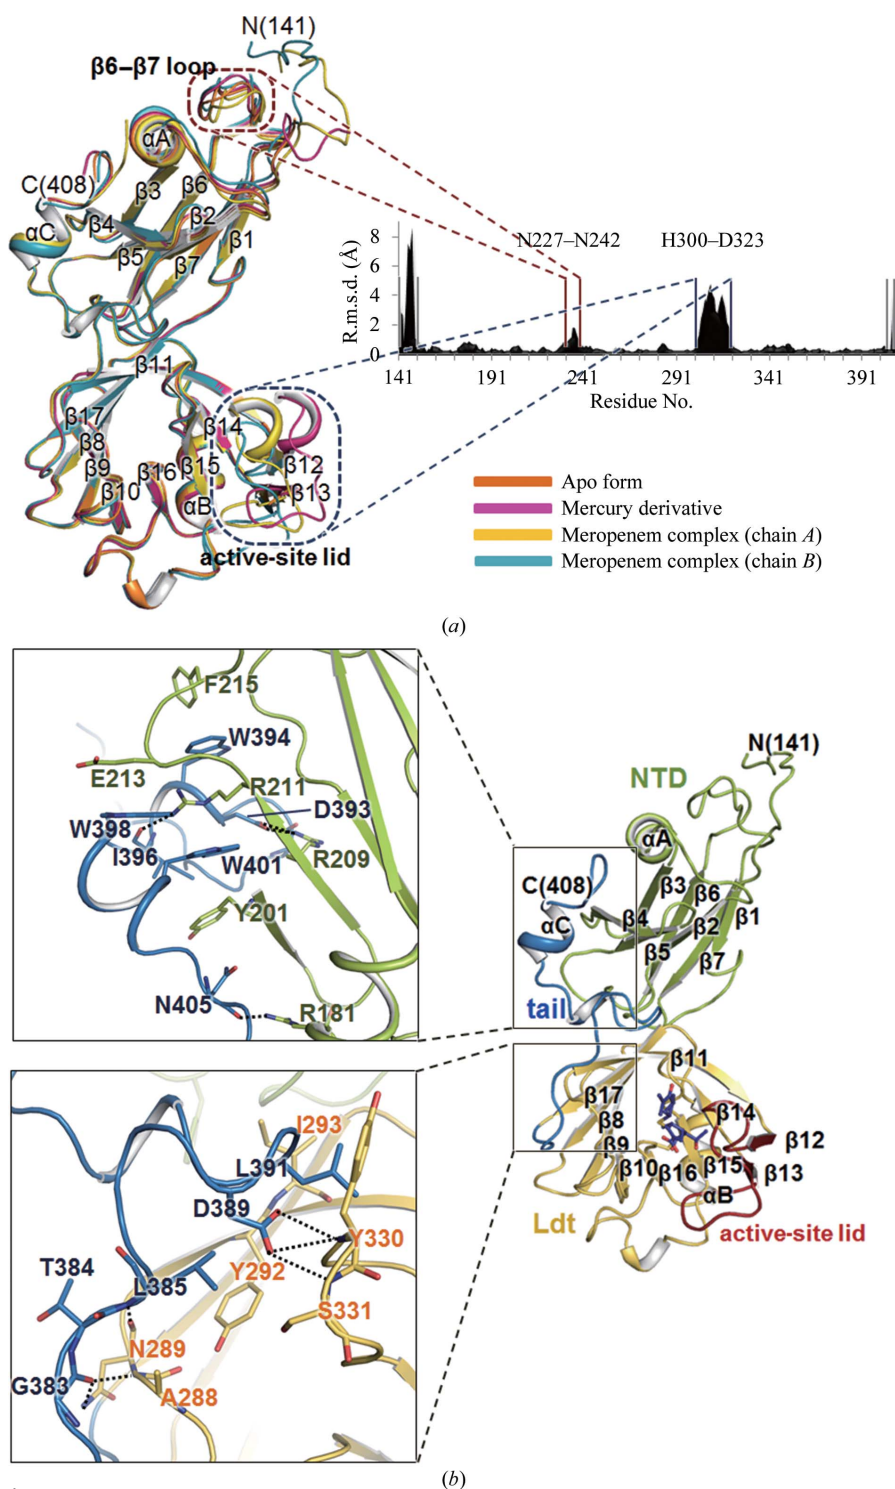 N(141)
β6–β7 loop
αA
C(408)
β3
β6
αC
β4
β2
β1
β5
β7
β11
β17
β14
β8
β9
β16
β15
β12
β10
αB
β13
active-site lid
N227–N242
H300–D323
R.m.s.d. (Å)
8
6
4
2
0
141
191
241
291
341
391
Residue No.
Apo form
Mercury derivative
Meropenem complex (chain A)
Meropenem complex (chain B)
(a)
F215
W394
E213
R211
D393
W398
I396
W401
R209
Y201
N405
R181
N(141)
NTD
αA
C(408)
β3
β6
αC
β4
β2
β1
β5
β7
tail
β11
β17
β14
β8
β12
β9
β10
β16
β15
β13
αB
Ldt
active-site lid
I293
L391
D389
Y330
T384
L385
Y292
S331
N289
G383
A288
(b)